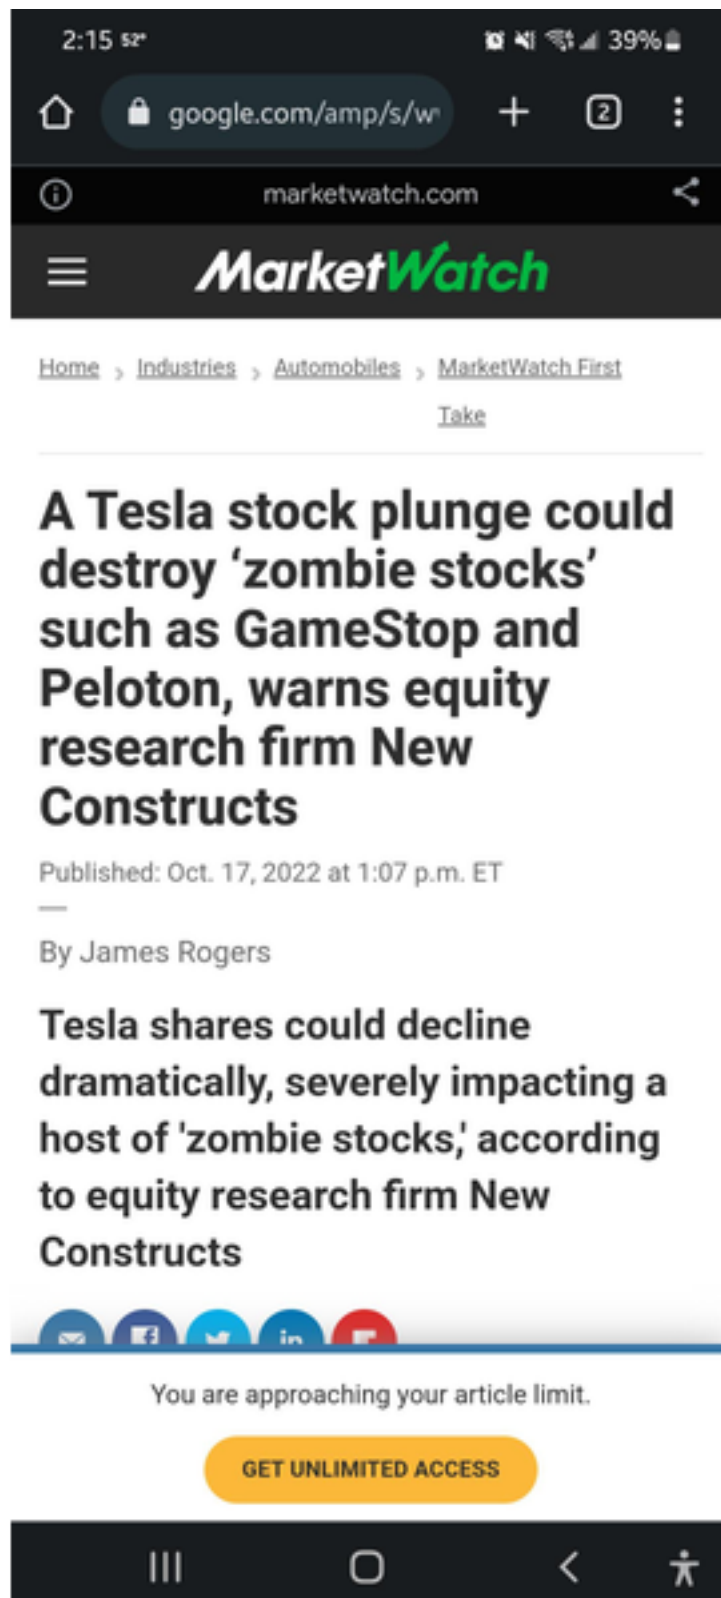 2:15 52° 39%
google.com/amp/s/w 2
marketwatch.com
MarketWatch
Home > Industries > Automobiles > MarketWatch First
Take
A Tesla stock plunge could
destroy ‘zombie stocks’
such as GameStop and
Peloton, warns equity
research firm New
Constructs
Published: Oct. 17, 2022 at 1:07 p.m. ET
By James Rogers
Tesla shares could decline
dramatically, severely impacting a
host of 'zombie stocks,' according
to equity research firm New
Constructs
You are approaching your article limit.
GET UNLIMITED ACCESS